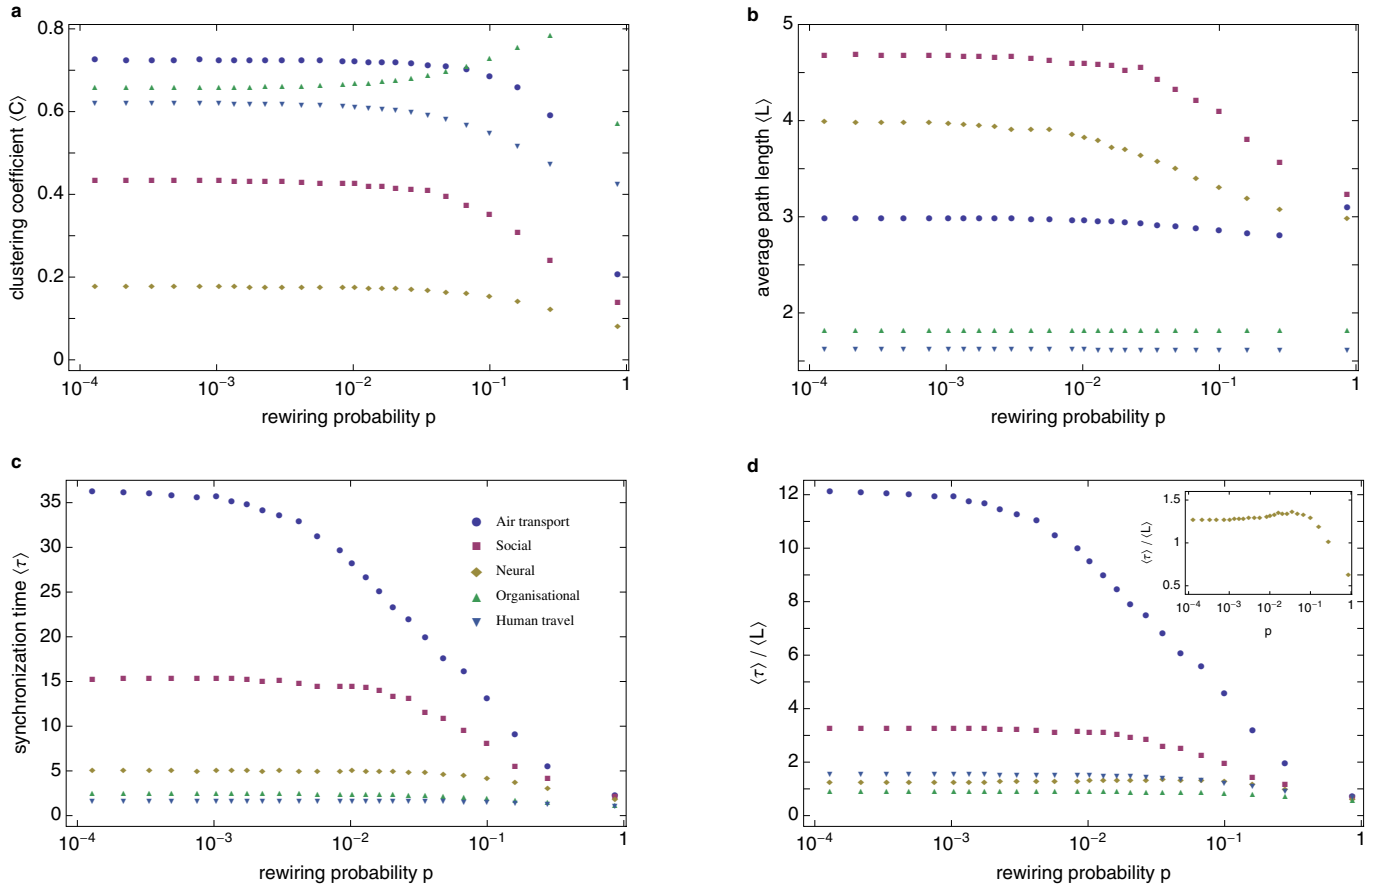 a
0.8
0.6
0.4
0.2
0
clustering coefficient ⟨C⟩
10⁻⁴ 10⁻³ 10⁻² 10⁻¹ 1
rewiring probability p
b
5
4
3
2
average path length ⟨L⟩
10⁻⁴ 10⁻³ 10⁻² 10⁻¹ 1
rewiring probability p
c
35
30
25
20
15
10
5
0
synchronization time ⟨τ⟩
Air transport
Social
Neural
Organisational
Human travel
10⁻⁴ 10⁻³ 10⁻² 10⁻¹ 1
rewiring probability p
d
12
10
8
6
4
2
0
⟨τ⟩ / ⟨L⟩
1.5
1
0.5
⟨τ⟩ / ⟨L⟩
10⁻⁴ 10⁻³ 10⁻² 10⁻¹ 1
p
10⁻⁴ 10⁻³ 10⁻² 10⁻¹ 1
rewiring probability p